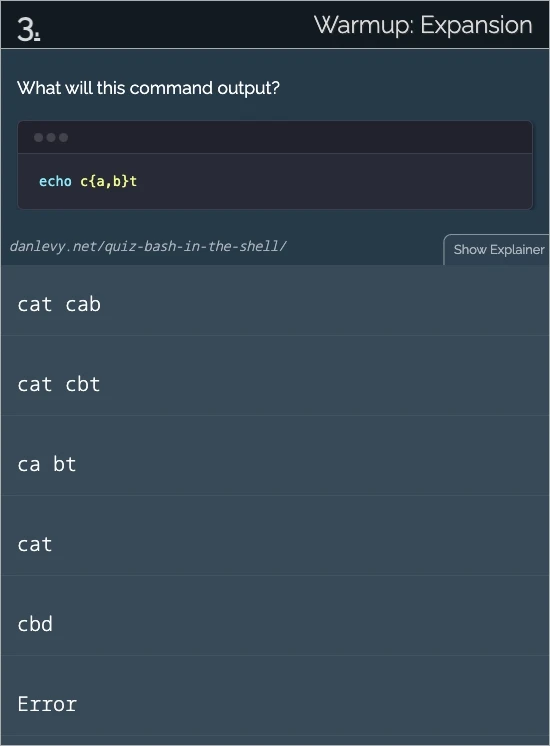 3.
Warmup: Expansion
What will this command output?
echo c{a,b}t
danlevy.net/quiz-bash-in-the-shell/
Show Explainer
cat cab
cat cbt
ca bt
cat
cbd
Error